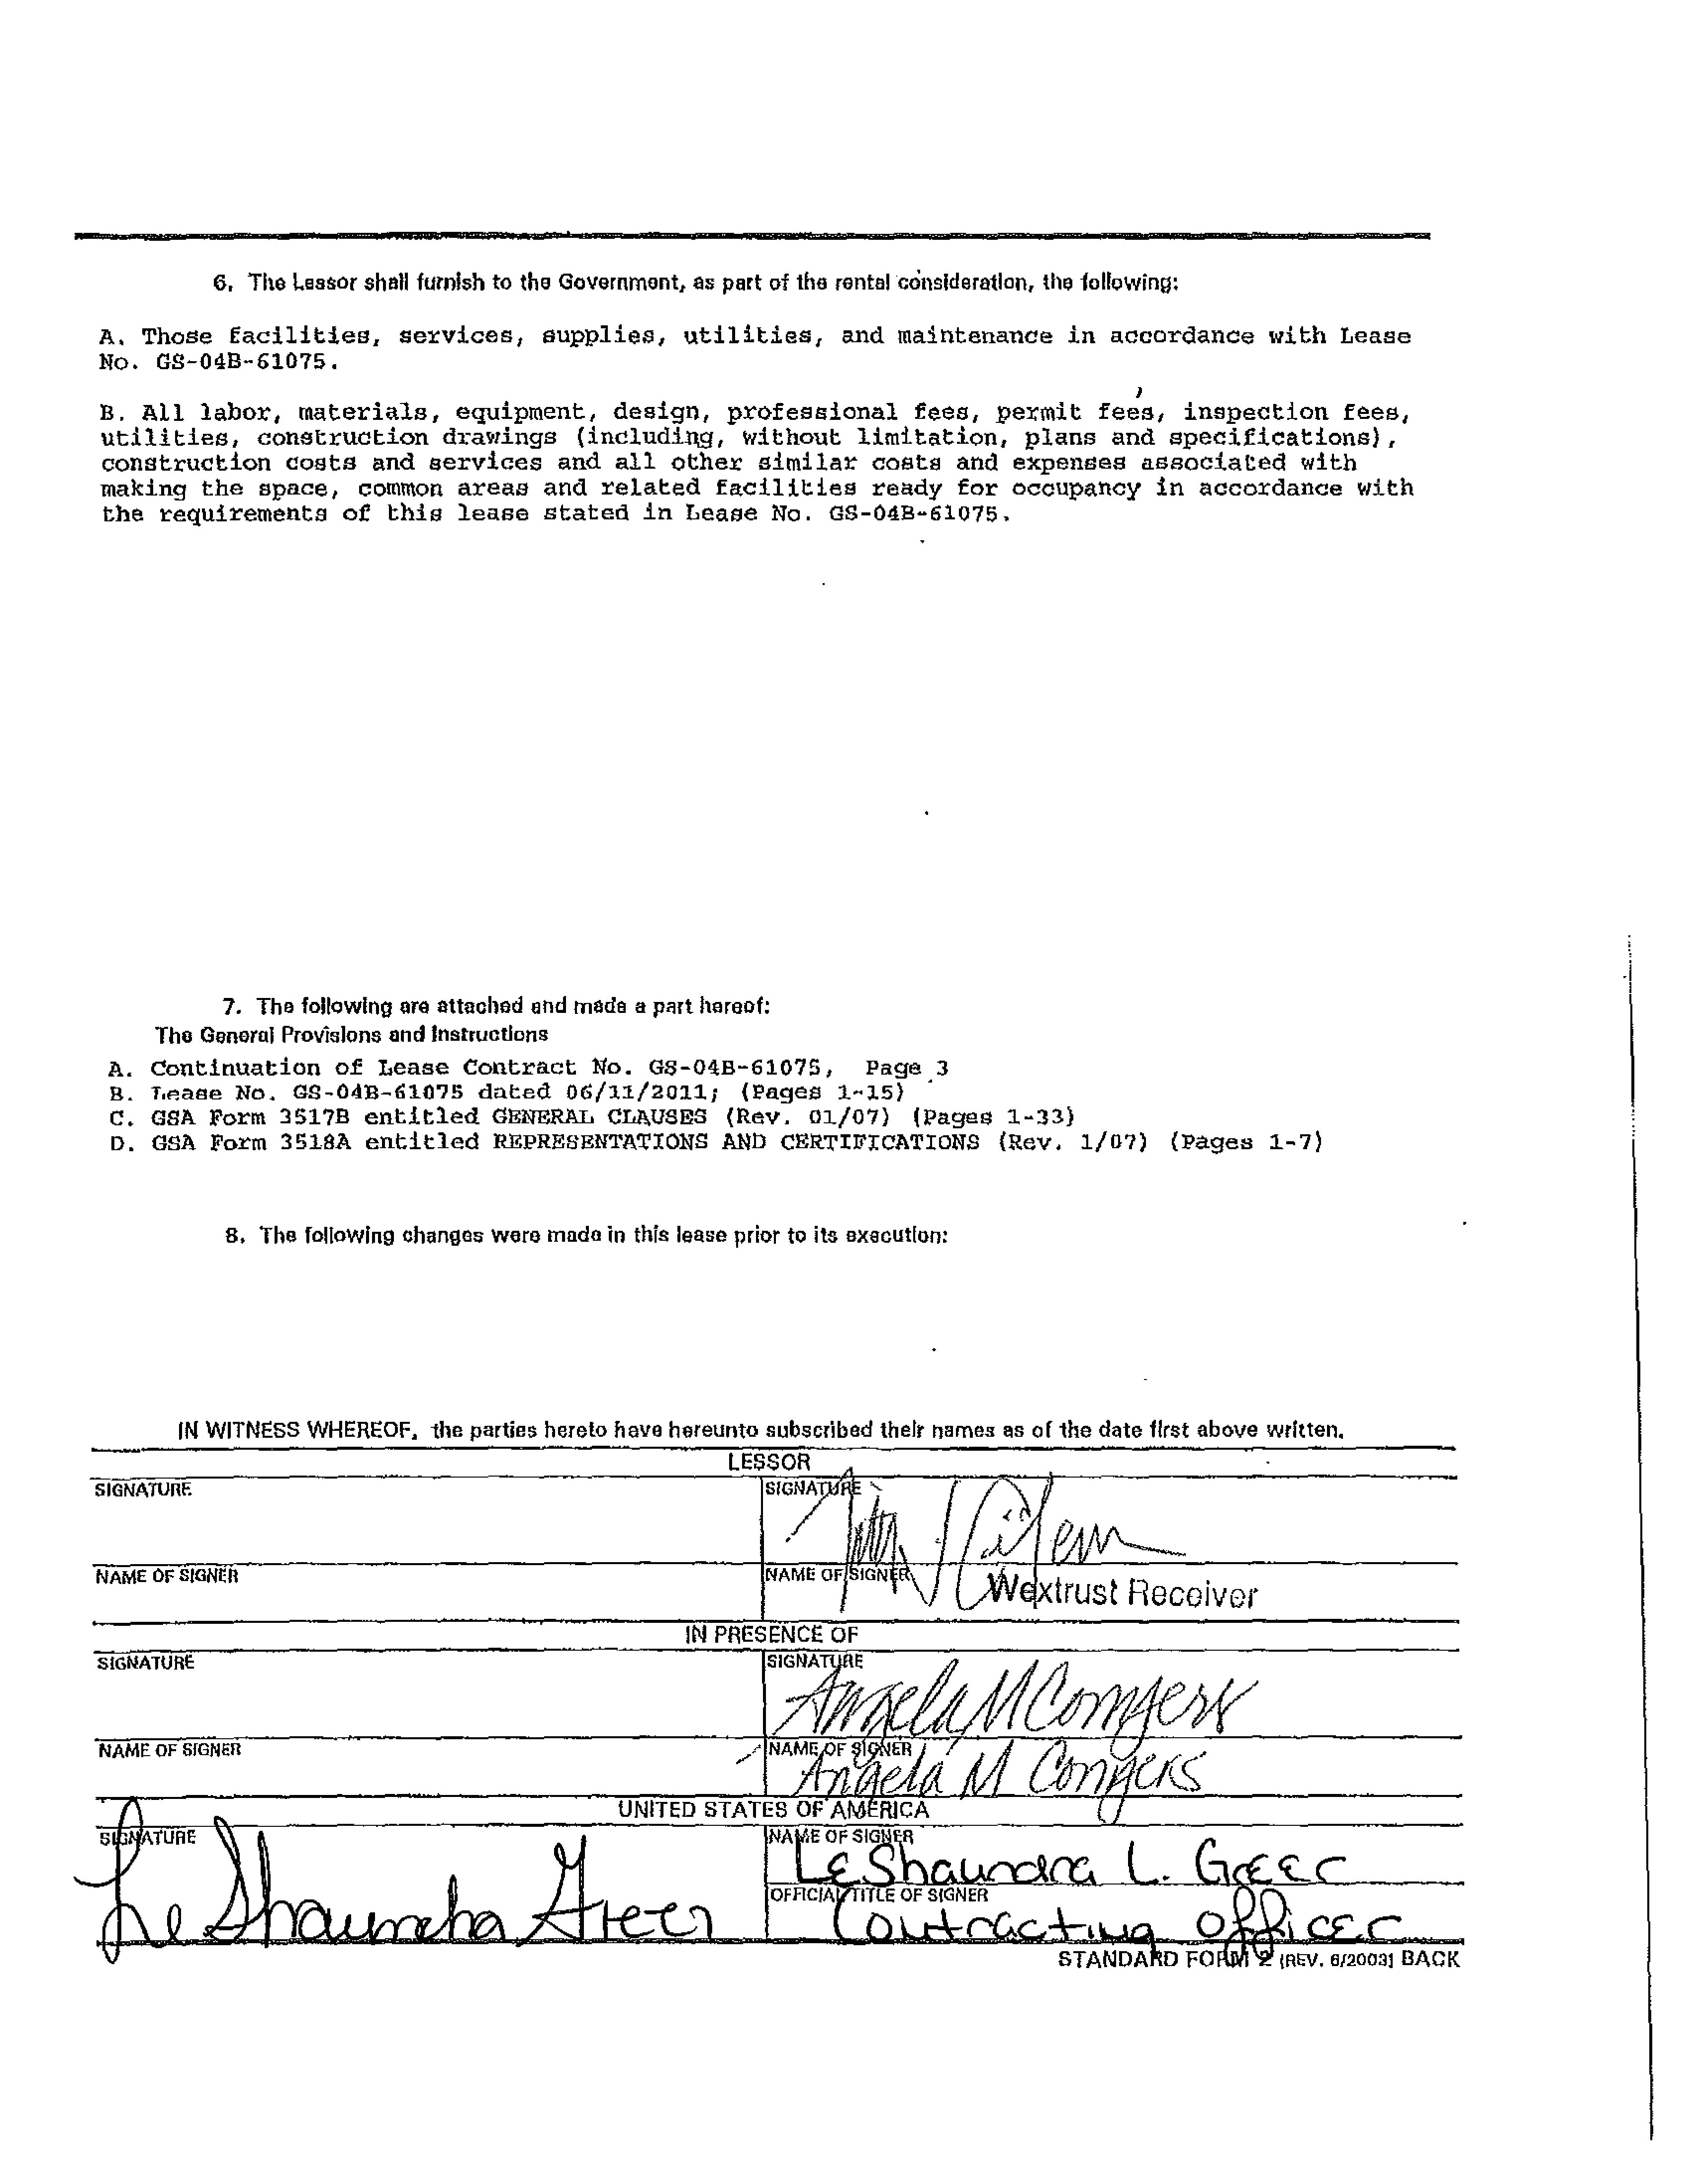 6. The Lessor shall furnish to the Government, as part of the rental consideration, the following:
A. Those facilities, services, supplies, utilities, and maintenance in accordance with Lease
No. GS-04B-61075.
B. All labor, materials, equipment, design, professional fees, permit fees, inspection fees,
utilities, construction drawings (including, without limitation, plans and specifications),
construction costs and services and all other similar costs and expenses associated with
making the space, common areas and related facilities ready for occupancy in accordance with
the requirements of this lease stated in Lease No. GS-04B-61075.
7. The following are attached and made a part hereof:
The General Provisions and Instructions
A. Continuation of Lease Contract No. GS-04B-61075, Page 3
B. Lease No. GS-04B-61075 dated 06/11/2011; (Pages 1-15)
C. GSA Form 3517B entitled GENERAL CLAUSES (Rev. 01/07) (Pages 1-33)
D. GSA Form 3518A entitled REPRESENTATIONS AND CERTIFICATIONS (Rev. 1/07) (Pages 1-7)
8. The following changes were made in this lease prior to its execution:
IN WITNESS WHEREOF, the parties hereto have hereunto subscribed their names as of the date first above written.
LESSOR
SIGNATURE SIGNATURE
NAME OF SIGNER NAME OF SIGNER
Wextrust Receiver
IN PRESENCE OF
SIGNATURE SIGNATURE
Angela M Conyers
NAME OF SIGNER NAME OF SIGNER
Angela M Conyers
UNITED STATES OF AMERICA
SIGNATURE NAME OF SIGNER
LeShaundra L. Greer
OFFICIAL TITLE OF SIGNER
LeShaundra Greer Contracting Officer
STANDARD FORM 2 (REV. 6/2003) BACK